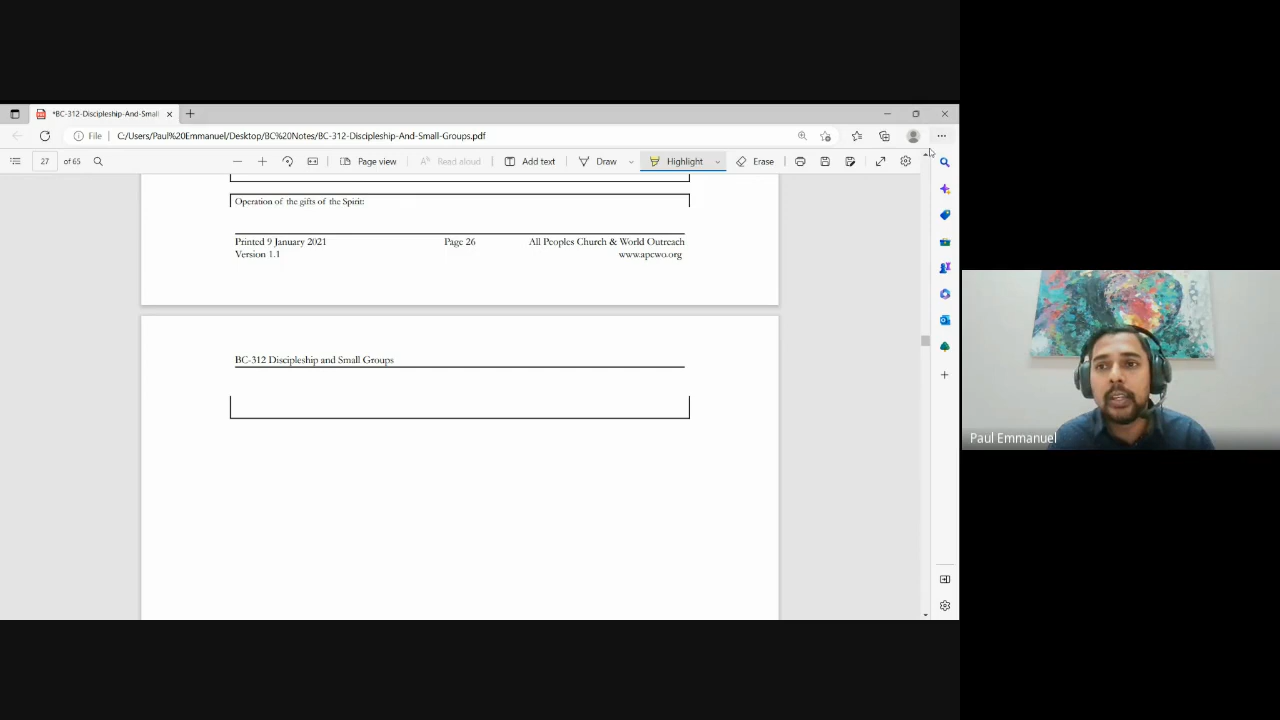 *BC-312-Discipleship-And-Small
File
C:/Users/Paul%20Emmanuel/Desktop/BC%20Notes/BC-312-Discipleship-And-Small-Groups.pdf
27 of 65
Page view
Read aloud
Add text
Draw
Highlight
Erase
Operation of the gifts of the Spirit:
Printed 9 January 2021 Page 26 All Peoples Church & World Outreach
Version 1.1 www.apcwo.org
BC-312 Discipleship and Small Groups
Paul Emmanuel